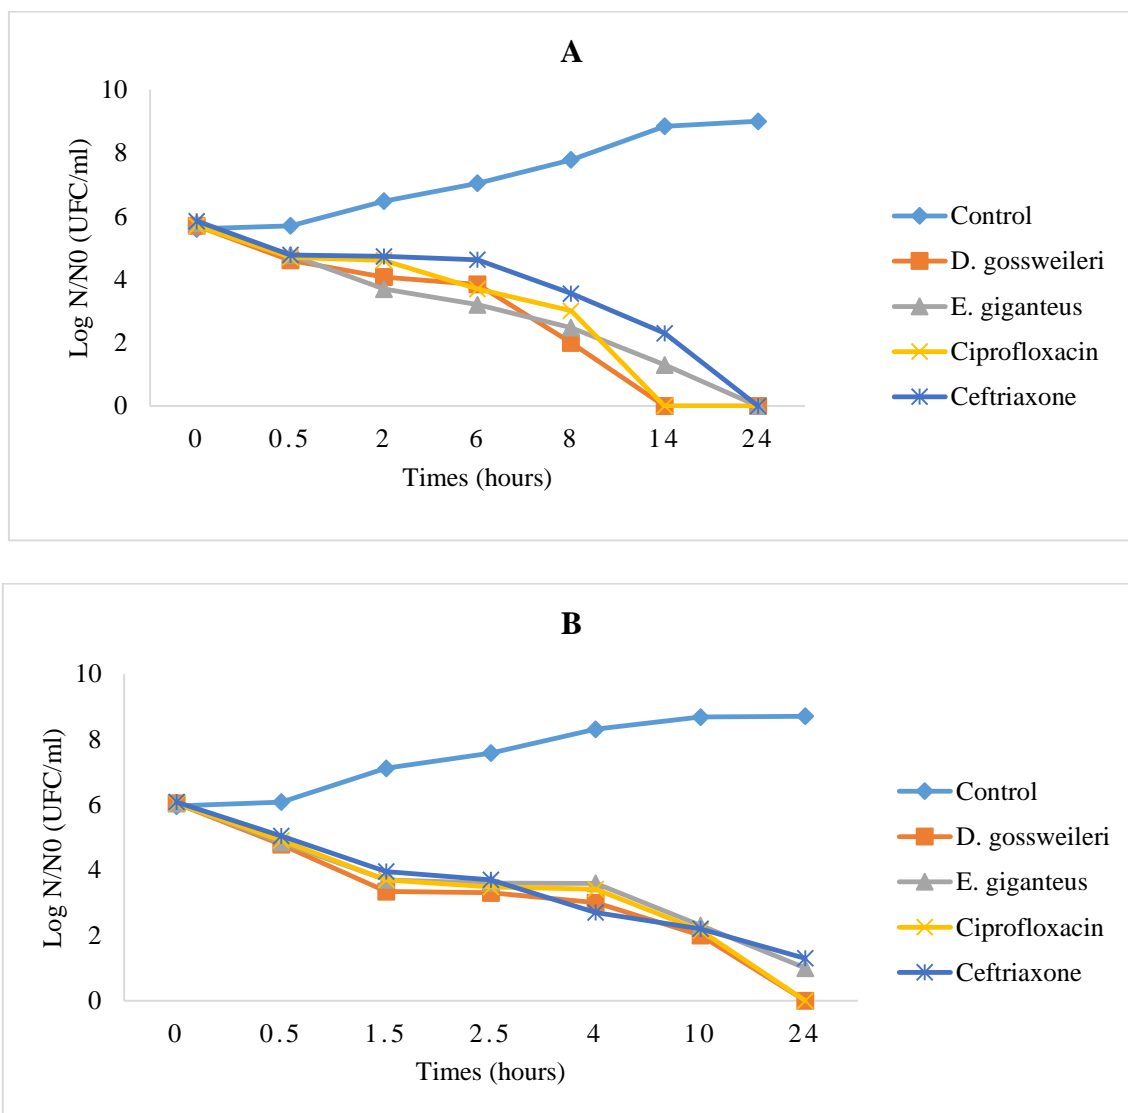 A
10
8
6
4
2
0
Log N/N0 (UFC/ml)
0 0.5 2 6 8 14 24
Times (hours)
Control
D. gossweileri
E. giganteus
Ciprofloxacin
Ceftriaxone
B
10
8
6
4
2
0
Log N/N0 (UFC/ml)
0 0.5 1.5 2.5 4 10 24
Times (hours)
Control
D. gossweileri
E. giganteus
Ciprofloxacin
Ceftriaxone